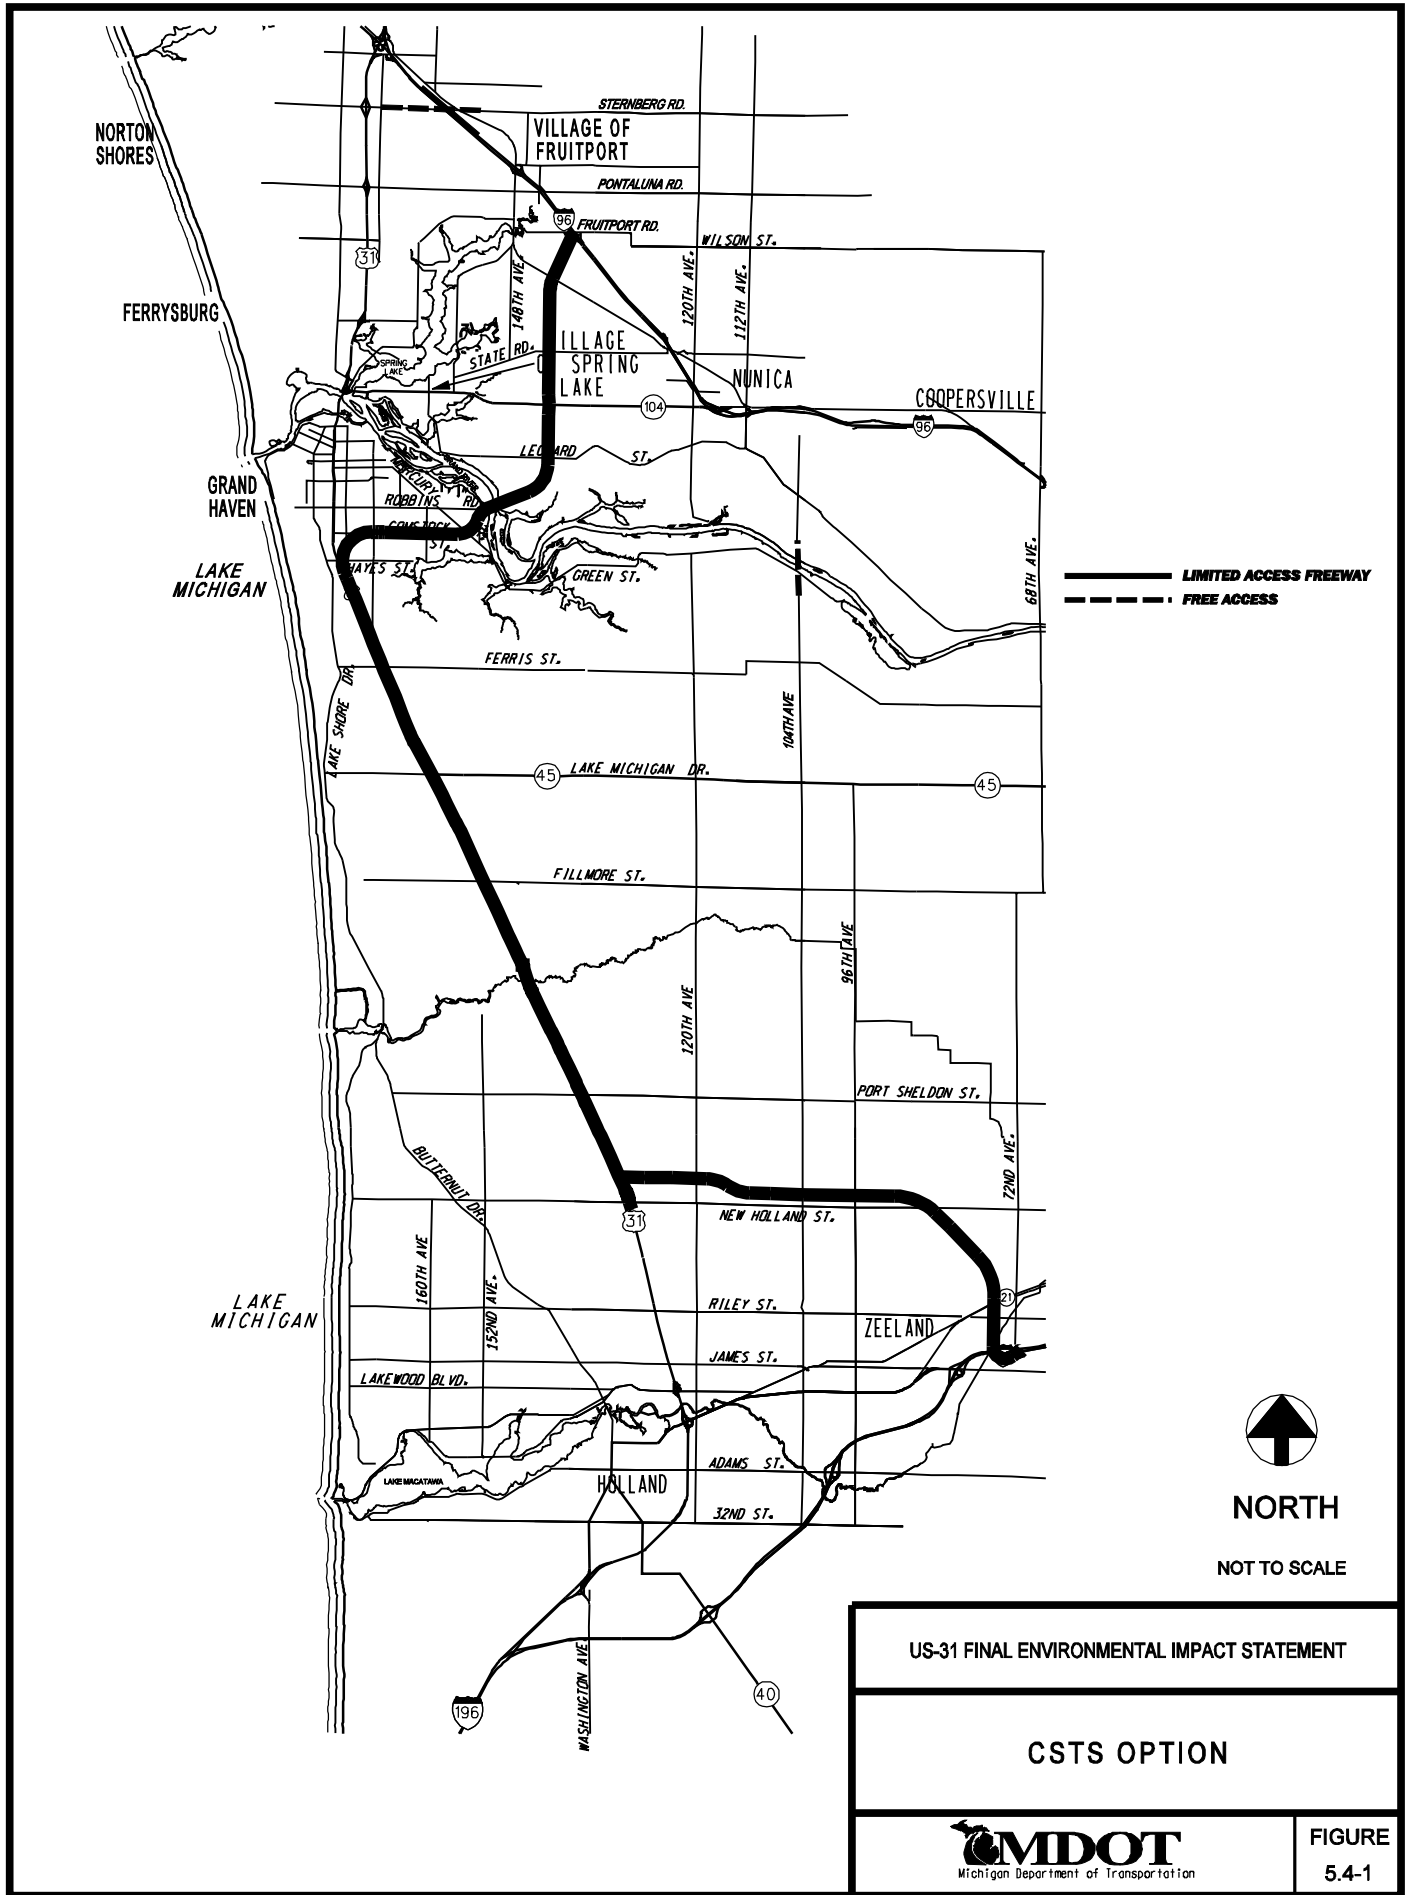 STERNBERG RD.
NORTON
SHORES
VILLAGE OF
FRUITPORT
PONTALUNA RD.
96
FRUITPORT RD.
WILSON ST.
31
148TH AVE.
120TH AVE.
112TH AVE.
FERRYSBURG
SPRING
LAKE
STATE RD.
ILLAGE
SPRING
LAKE
NUNICA
COOPERSVILLE
104
96
ST.
GRAND RIVER
GRAND
HAVEN
ROBBINS RD
COMSTOCK
ST.
LAKE
MICHIGAN
HAYES ST.
GREEN ST.
68TH AVE.
LIMITED ACCESS FREEWAY
FREE ACCESS
FERRIS ST.
LAKE SHORE DR.
104TH AVE
45
LAKE MICHIGAN DR.
45
FILLMORE ST.
96TH AVE
120TH AVE
PORT SHELDON ST.
BUTTERNUT DR.
72ND AVE.
31
NEW HOLLAND ST.
160TH AVE
152ND AVE.
LAKE
MICHIGAN
21
RILEY ST.
ZEELAND
JAMES ST.
LAKEWOOD BLVD.
LAKE MACATAWA
HOLLAND
ADAMS ST.
32ND ST.
NORTH
NOT TO SCALE
WASHINGTON AVE.
196
40
US-31 FINAL ENVIRONMENTAL IMPACT STATEMENT
CSTS OPTION
MDOT
Michigan Department of Transportation
FIGURE
5.4-1